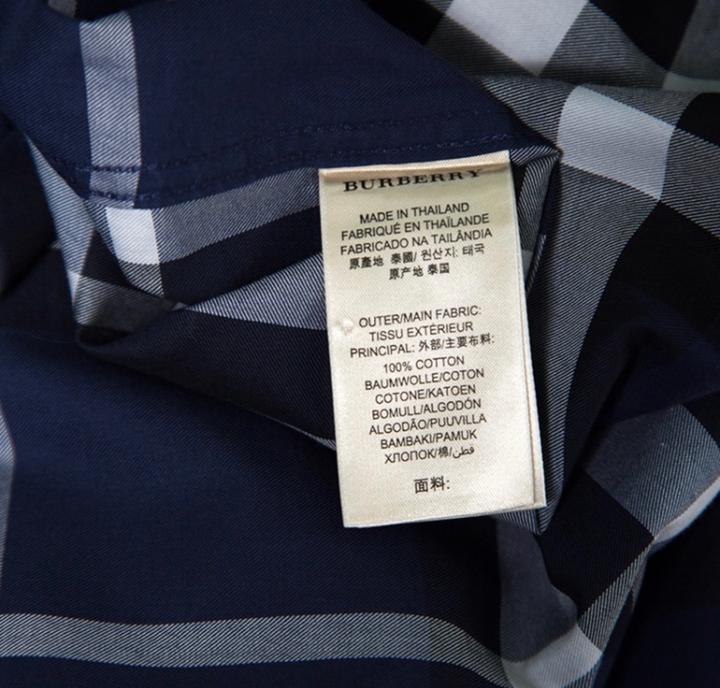 BURBERRY
MADE IN THAILAND
FABRIQUÉ EN THAÏLANDE
FABRICADO NA TAILÂNDIA
原產地 泰國/ 원산지: 태국
原产地 泰国
OUTER/MAIN FABRIC:
TISSU EXTÉRIEUR
PRINCIPAL: 外部/主要布料:
100% COTTON
BAUMWOLLE/COTON
COTONE/KATOEN
BOMULL/ALGODÓN
ALGODÃO/PUUVILLA
BAMBAKI/PAMUK
ХЛОПОК/棉/قطن
面料: